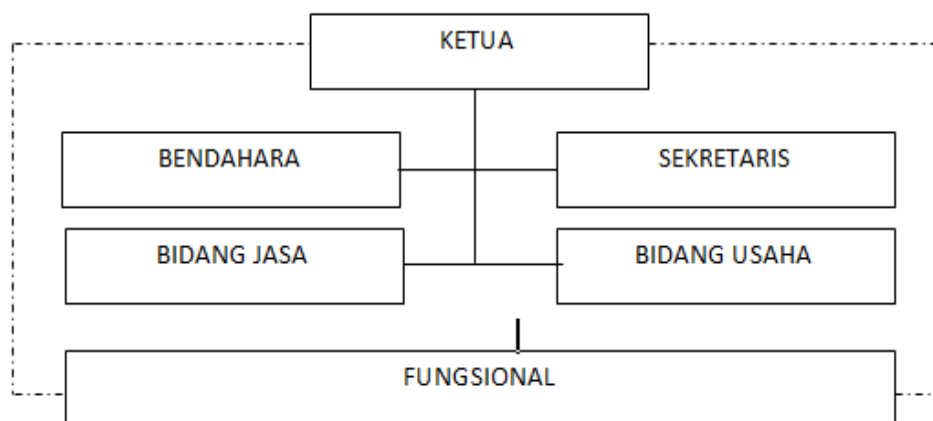 KETUA
BENDAHARA
SEKRETARIS
BIDANG JASA
BIDANG USAHA
FUNGSIONAL